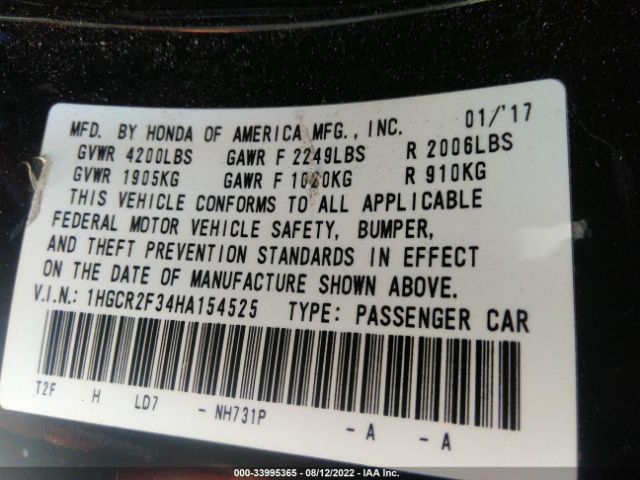 MFD. BY HONDA OF AMERICA MFG., INC. 01/'17
GVWR 4200LBS GAWR F 2249LBS R 2006LBS
GVWR 1905KG GAWR F 1020KG R 910KG
THIS VEHICLE CONFORMS TO ALL APPLICABLE
FEDERAL MOTOR VEHICLE SAFETY, BUMPER,
AND THEFT PREVENTION STANDARDS IN EFFECT
ON THE DATE OF MANUFACTURE SHOWN ABOVE.
V.I.N.: 1HGCR2F34HA154525 TYPE: PASSENGER CAR
T2F H LD7 - NH731P - A - A
000-33995365 - 08/12/2022 - IAA Inc.